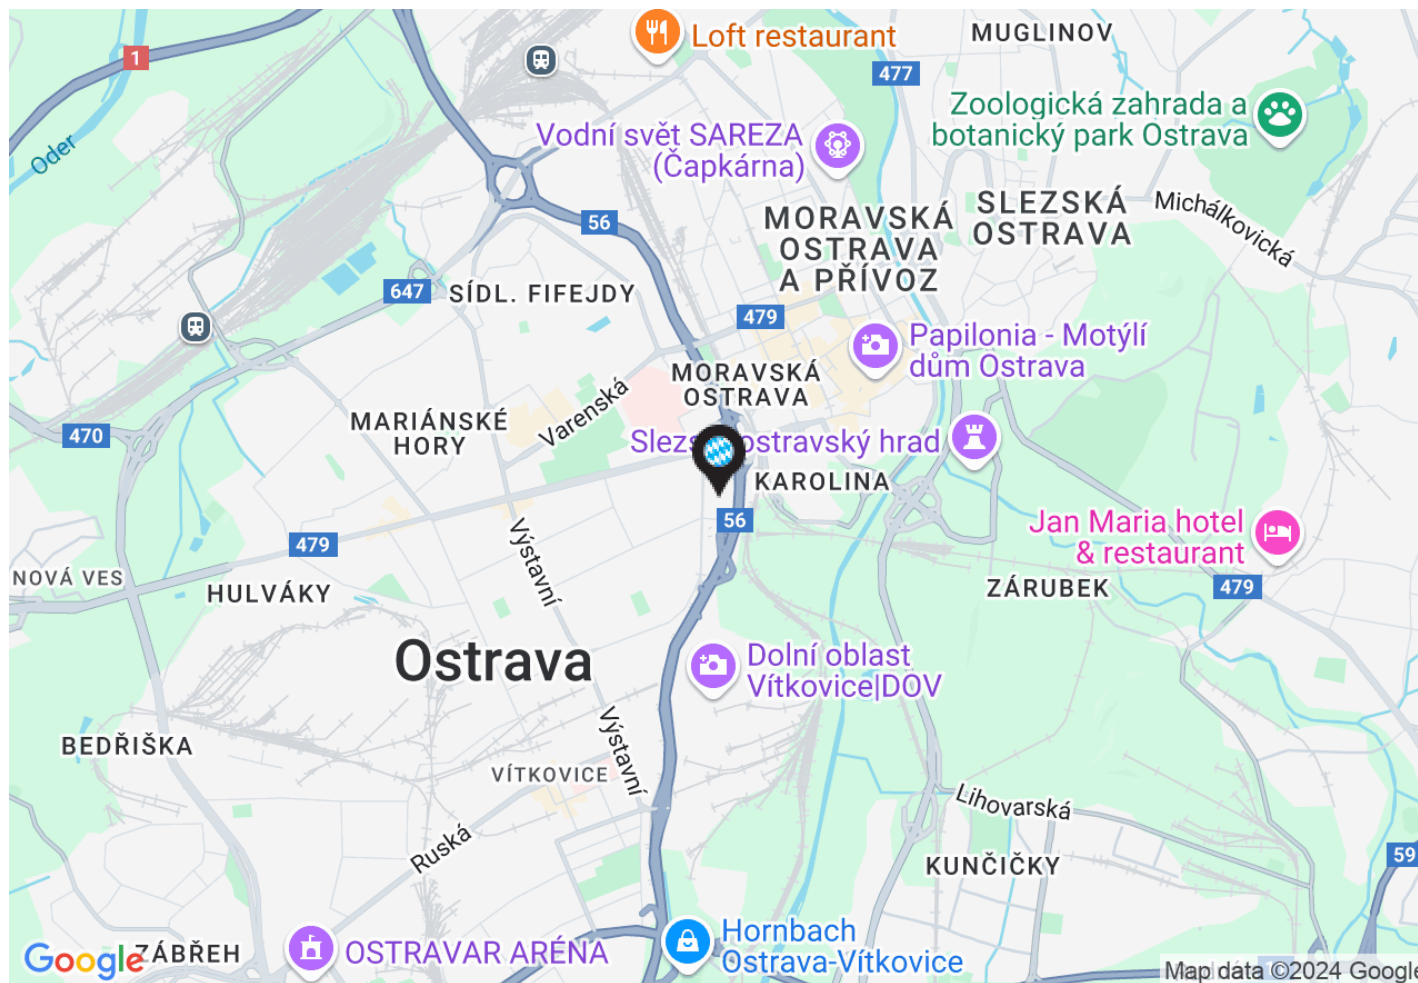 Loft restaurant
MUGLINOV
1
477
Zoologická zahrada a
botanický park Ostrava
Oder
Vodní svět SAREZA
(Čapkárna)
56
MORAVSKÁ
OSTRAVA
A PŘÍVOZ
SLEZSKÁ
OSTRAVA
Michálkovická
647
SÍDL. FIFEJDY
479
Papilonia - Motýlí
dům Ostrava
MORAVSKÁ
OSTRAVA
Varenská
MARIÁNSKÉ
HORY
470
ostravský hrad
KAROLINA
56
Jan Maria hotel
& restaurant
479
Výstavní
NOVÁ VES
HULVÁKY
ZÁRUBEK
479
Ostrava
Dolní oblast
Vítkovice|DOV
Výstavní
BEDŘIŠKA
VÍTKOVICE
Lihovarská
Ruská
KUNČIČKY
59
Hornbach
Ostrava-Vítkovice
Google
ZÁBŘEH
OSTRAVAR ARÉNA
Map data ©2024 Google